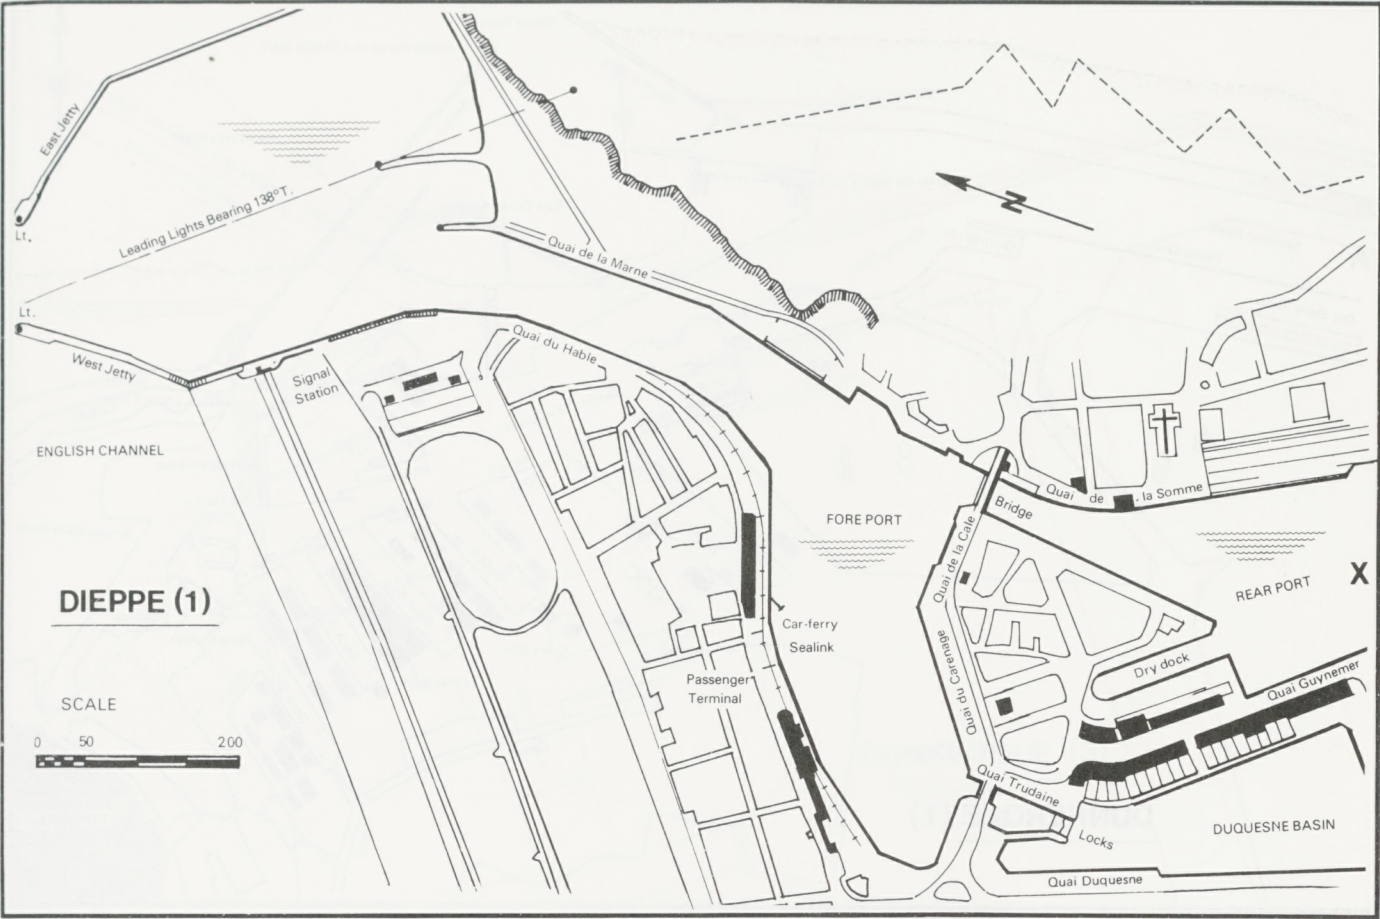 East Jetty
Lt.
Leading Lights Bearing 138°T.
Lt.
West Jetty
Quai de la Marne
N
Quai du Hable
Signal
Station
ENGLISH CHANNEL
FORE PORT
Quai de la Somme
Bridge
Quai de la Cale
REAR PORT
X
DIEPPE (1)
Car-ferry
Sealink
Quai du Carenage
Dry dock
Passenger
Terminal
Quai Guynemer
SCALE
0 50 200
Quai Trudaine
Locks
DUQUESNE BASIN
Quai Duquesne